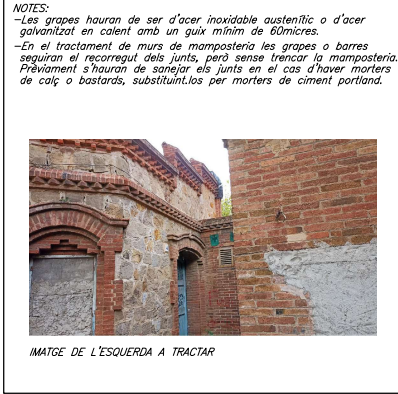 NOTES:
-Les grapes hauran de ser d'acer inoxidable austenític o d'acer
galvanitzat en calent amb un guix mínim de 60micres.
-En el tractament de murs de mamposteria les grapes o barres
seguiran el recorregut dels junts, però sense trencar la mamposteria.
Prèviament s'hauran de sanejar els junts en el cas d'haver morters
de calç o bastards, substituint.los per morters de ciment portland.
IMATGE DE L'ESQUERDA A TRACTAR